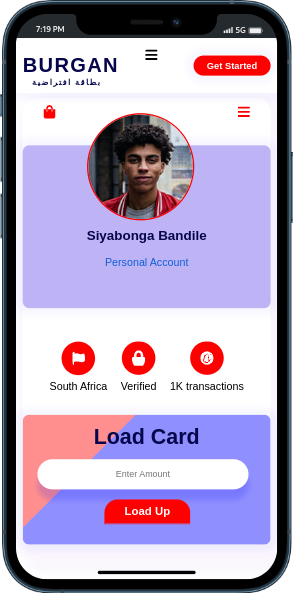 7:19 PM
5G
BURGAN
بطاقة افتراضية
Get Started
Siyabonga Bandile
Personal Account
South Africa
Verified
1K transactions
Load Card
Enter Amount
Load Up